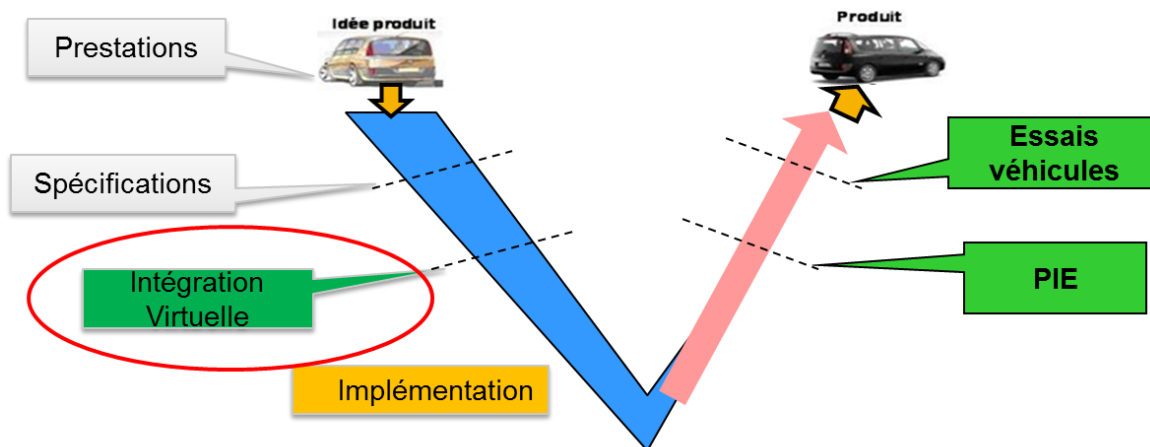 Idée produit
Produit
Prestations
Essais
véhicules
Spécifications
Intégration
Virtuelle
PIE
Implémentation